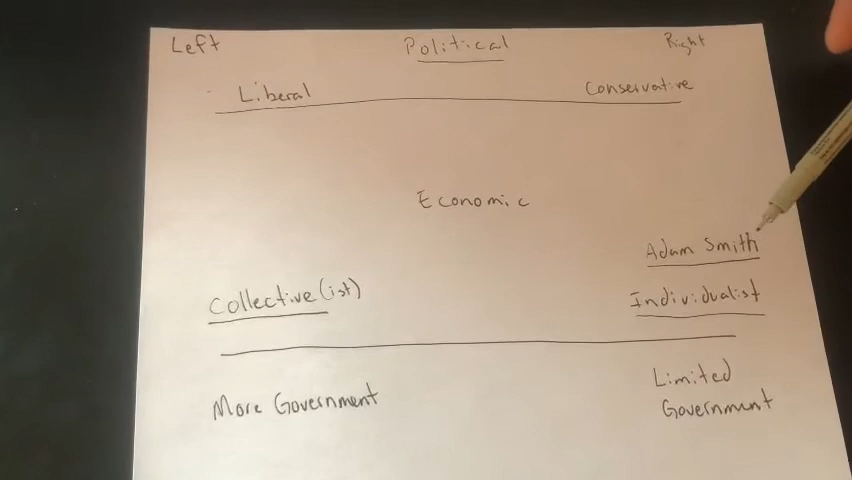 Left Political Right
Liberal Conservative
Economic
Adam Smith
Collective(ist) Individualist
More Government Limited
Government